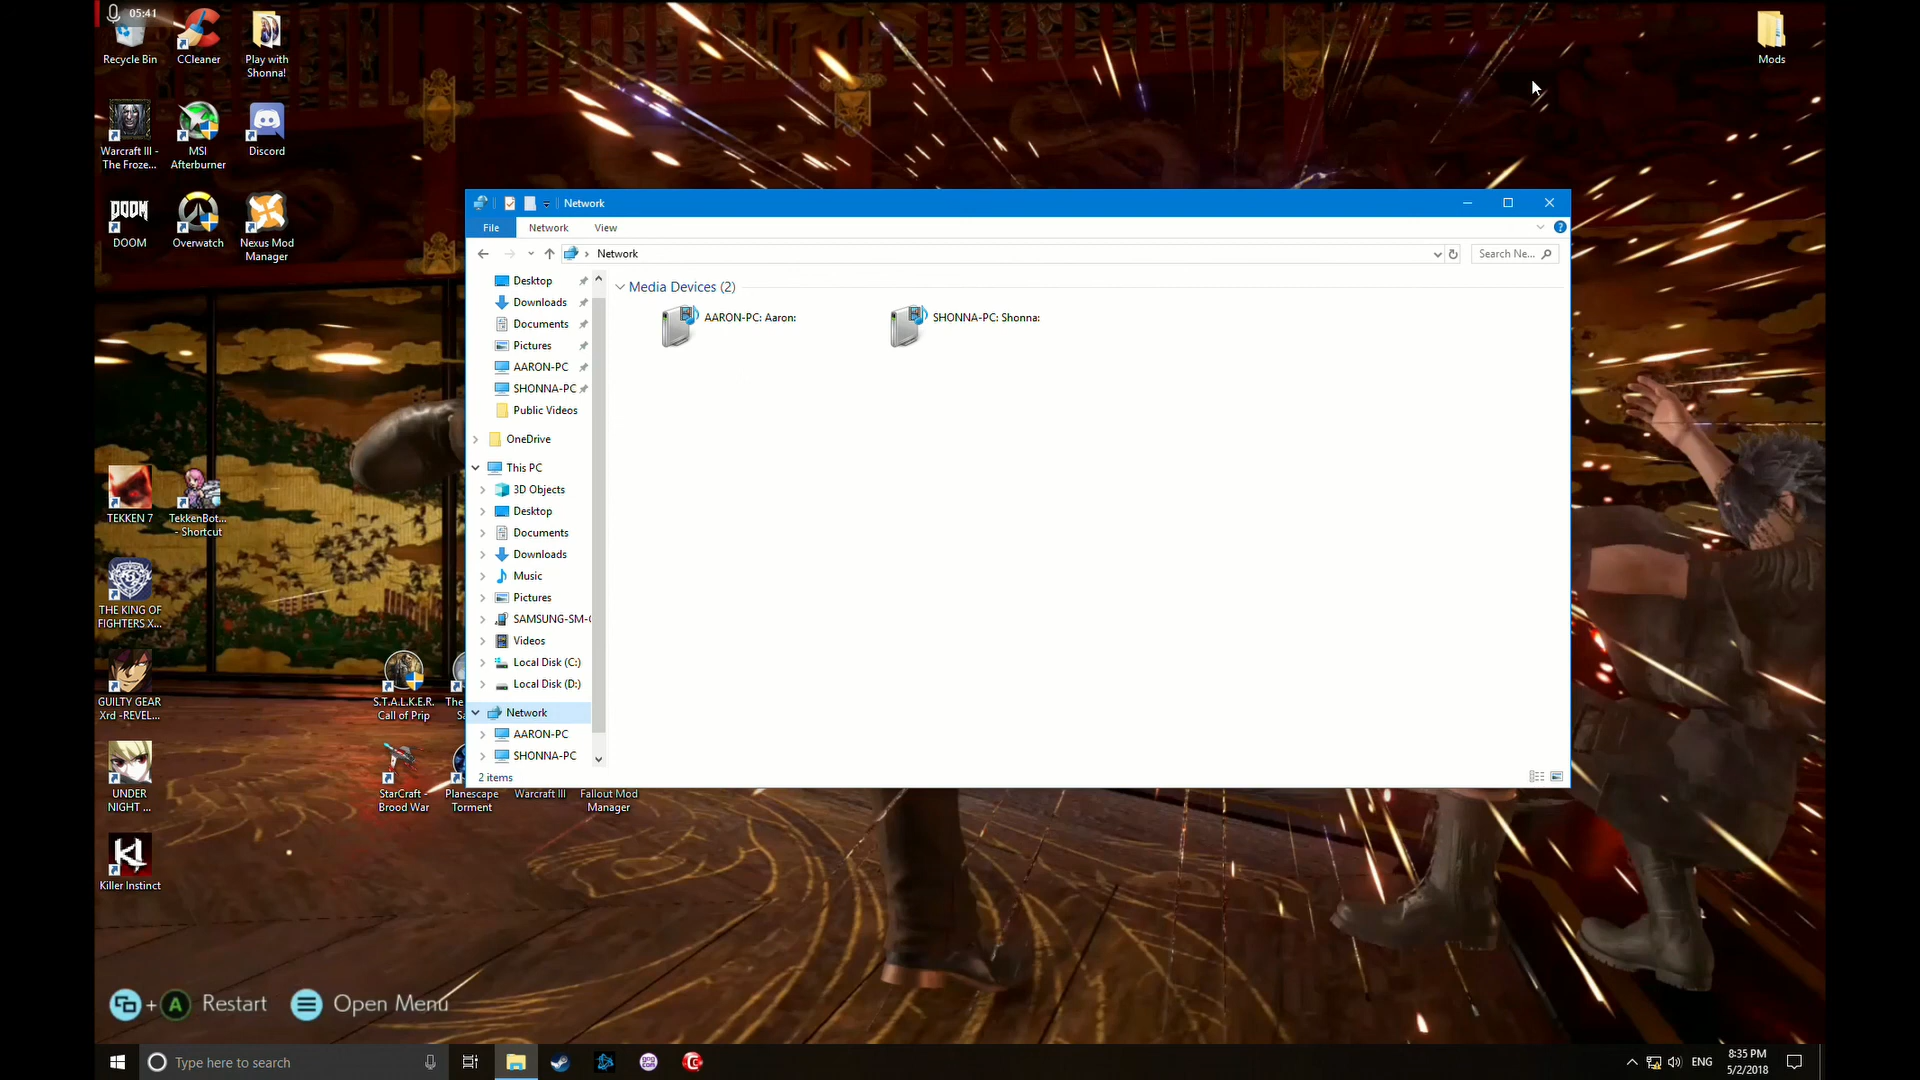 05:41
Recycle Bin
CCleaner
Play with
Shonna!
Mods
Warcraft III -
The Froze...
MSI
Afterburner
Discord
DOOM
DOOM
Overwatch
Nexus Mod
Manager
Network
File
Network
View
Network
Search Ne...
Desktop
Downloads
Documents
Pictures
AARON-PC
SHONNA-PC
Public Videos
OneDrive
This PC
3D Objects
Desktop
Documents
Downloads
Music
Pictures
SAMSUNG-SM-
Videos
Local Disk (C:)
Local Disk (D:)
Network
AARON-PC
SHONNA-PC
Media Devices (2)
AARON-PC: Aaron:
SHONNA-PC: Shonna:
2 items
TEKKEN 7
TekkenBot...
- Shortcut
THE KING OF
FIGHTERS X...
GUILTY GEAR
Xrd -REVEL...
S.T.A.L.K.E.R.
Call of Prip
The
UNDER
NIGHT ...
StarCraft -
Brood War
Planescape
Torment
Warcraft III
Fallout Mod
Manager
KI
Killer Instinct
+ A Restart
Open Menu
Type here to search
GOG
COM
ENG
8:35 PM
5/2/2018